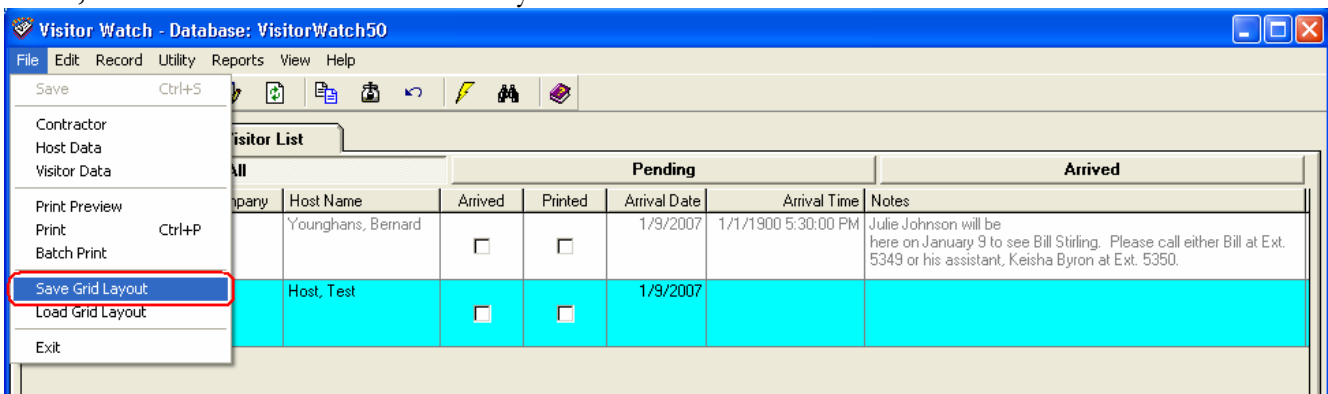 Visitor Watch - Database: VisitorWatch50
File Edit Record Utility Reports View Help
Save Ctrl+S
Contractor
Host Data
Visitor Data
Print Preview
Print Ctrl+P
Batch Print
Save Grid Layout
Load Grid Layout
Exit
isitor List
All Pending Arrived
mpany Host Name Arrived Printed Arrival Date Arrival Time Notes
Younghans, Bernard 1/9/2007 1/1/1900 5:30:00 PM Julie Johnson will be
here on January 9 to see Bill Stirling. Please call either Bill at Ext.
5349 or his assistant, Keisha Byron at Ext. 5350.
Host, Test 1/9/2007